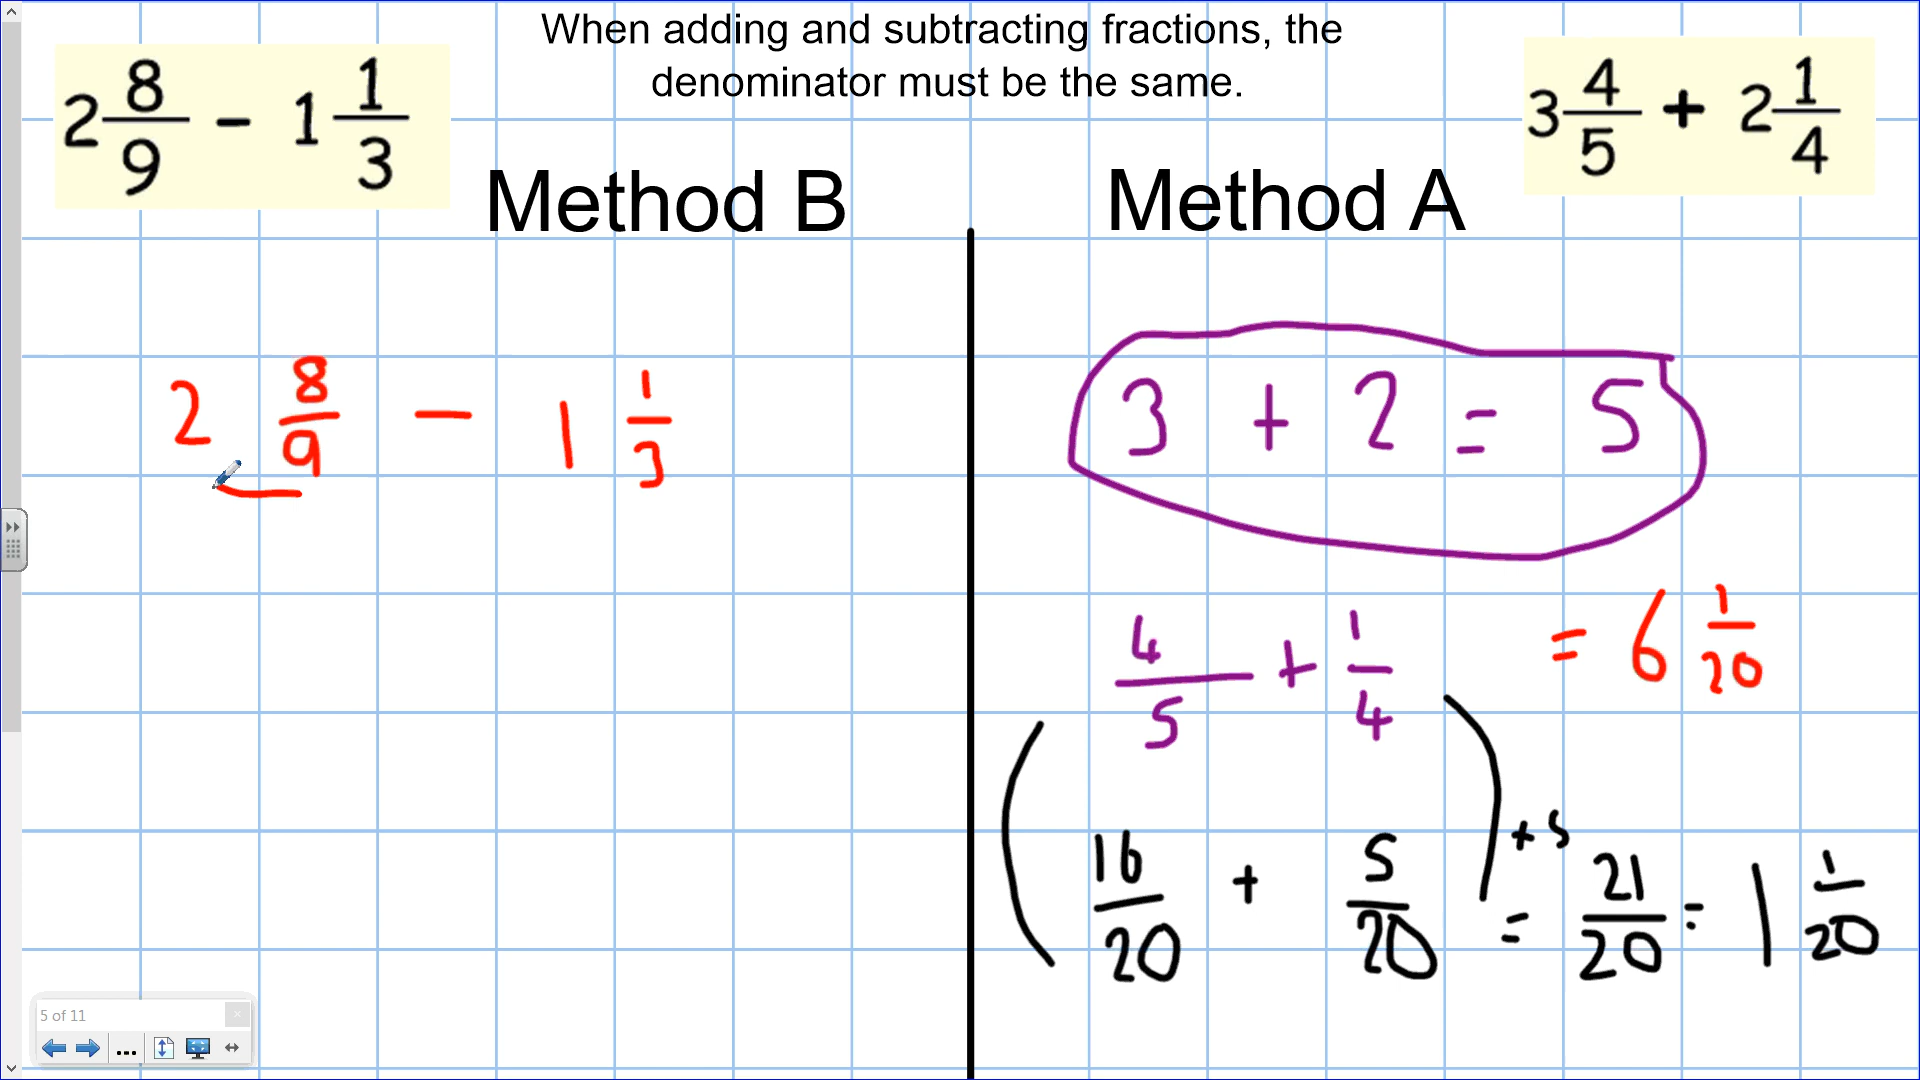 When adding and subtracting fractions, the
denominator must be the same.
2 8/9 - 1 1/3
3 4/5 + 2 1/4
Method B
Method A
2 8/9 - 1 1/3
3 + 2 = 5
4/5 + 1/4
= 6 1/20
(16/20 + 5/20) + 5
= 21/20 = 1 1/20
5 of 11